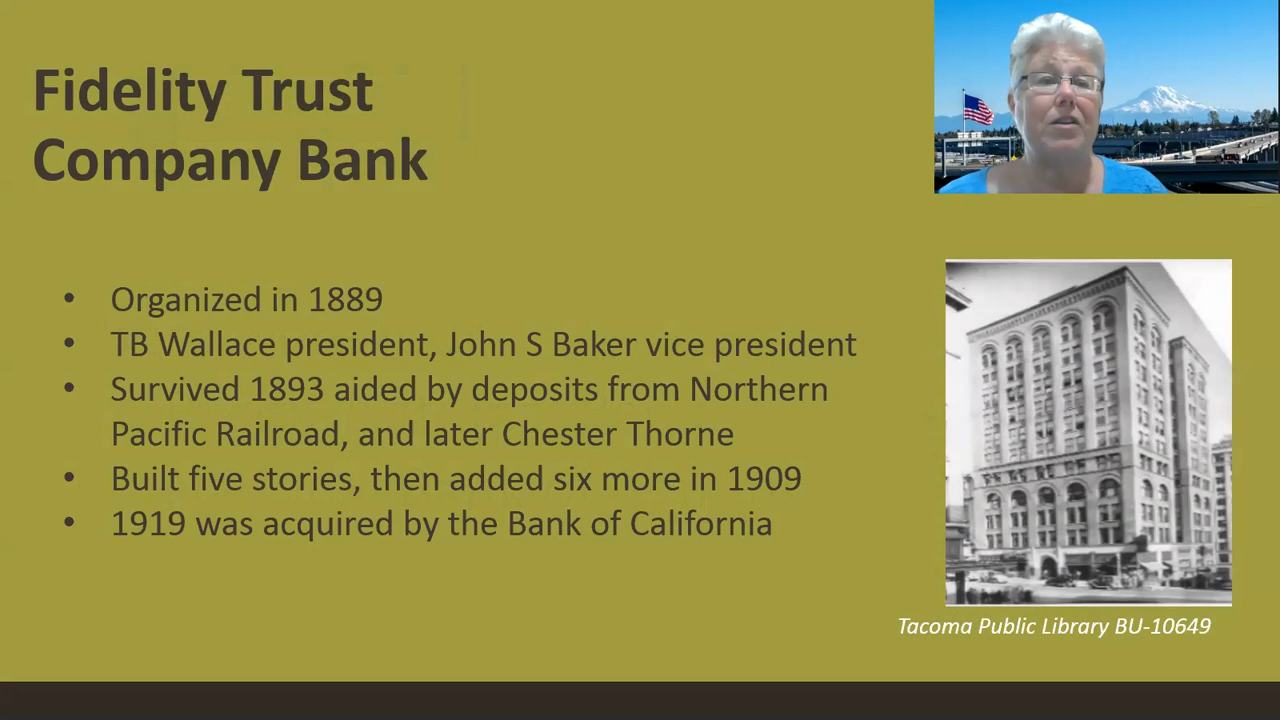 Fidelity Trust
Company Bank
• Organized in 1889
• TB Wallace president, John S Baker vice president
• Survived 1893 aided by deposits from Northern
Pacific Railroad, and later Chester Thorne
• Built five stories, then added six more in 1909
• 1919 was acquired by the Bank of California
Tacoma Public Library BU-10649